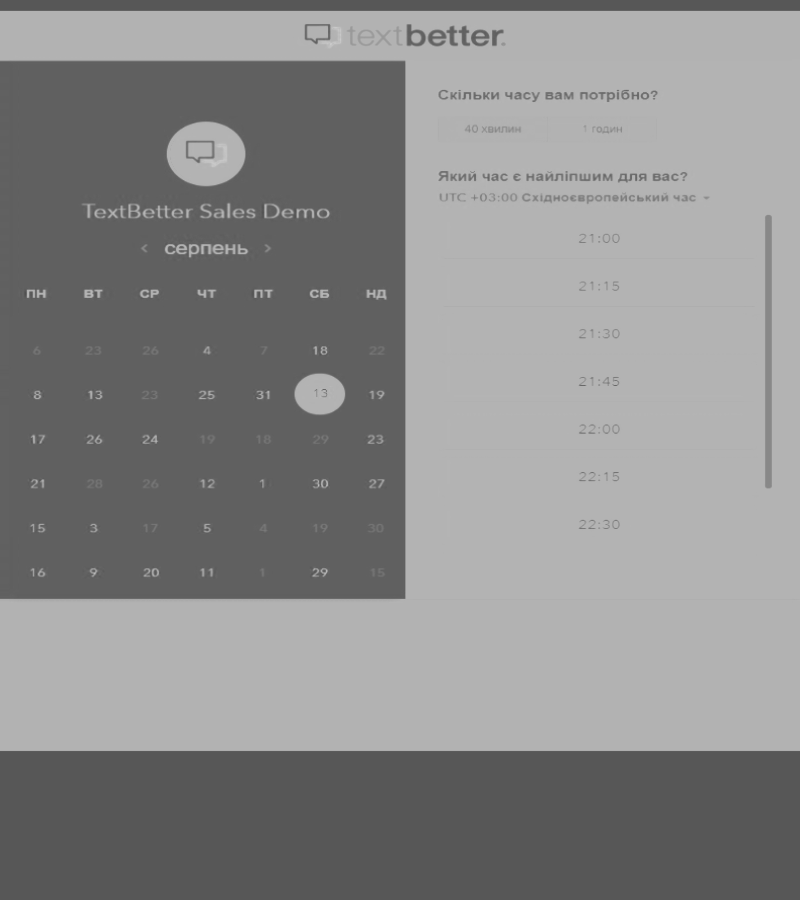 textbetter.
TextBetter Sales Demo
< серпень >
ПН ВТ СР ЧТ ПТ СБ НД
6 23 26 4 7 18 22
8 13 23 25 31 13 19
17 26 24 19 18 29 23
21 28 26 12 1 30 27
15 3 17 5 4 19 30
16 9 20 11 1 29 15
Скільки часу вам потрібно?
40 хвилин 1 годин
Який час є найліпшим для вас?
UTC +03:00 Східноєвропейський час
21:00
21:15
21:30
21:45
22:00
22:15
22:30